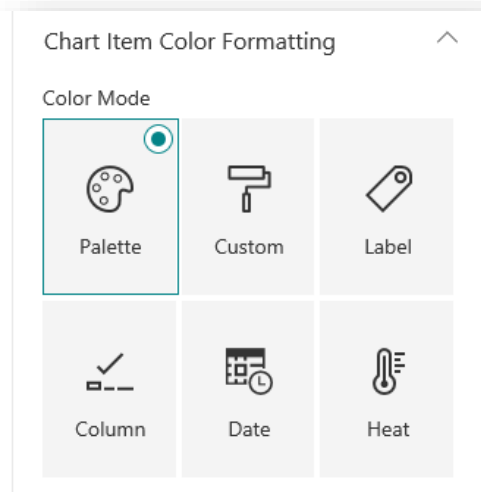 Chart Item Color Formatting
Color Mode
Palette
Custom
Label
Column
Date
Heat